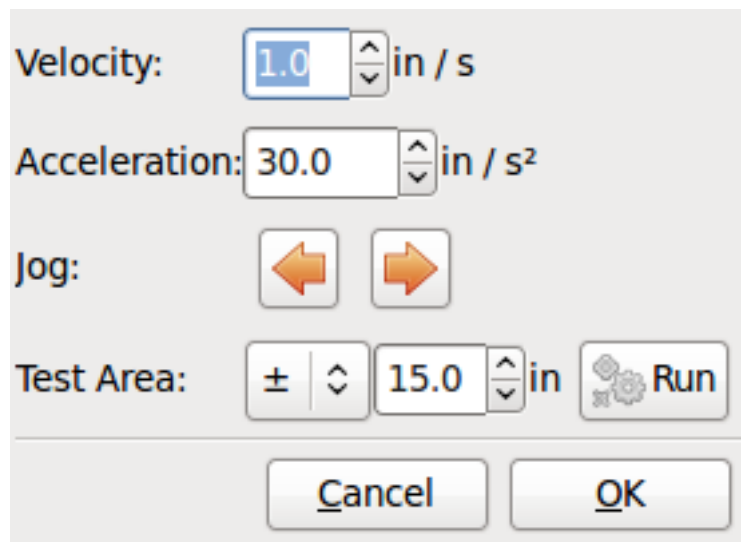 Velocity: 1.0 in / s
Acceleration: 30.0 in / s²
Jog:
Test Area: ± 15.0 in Run
Cancel OK